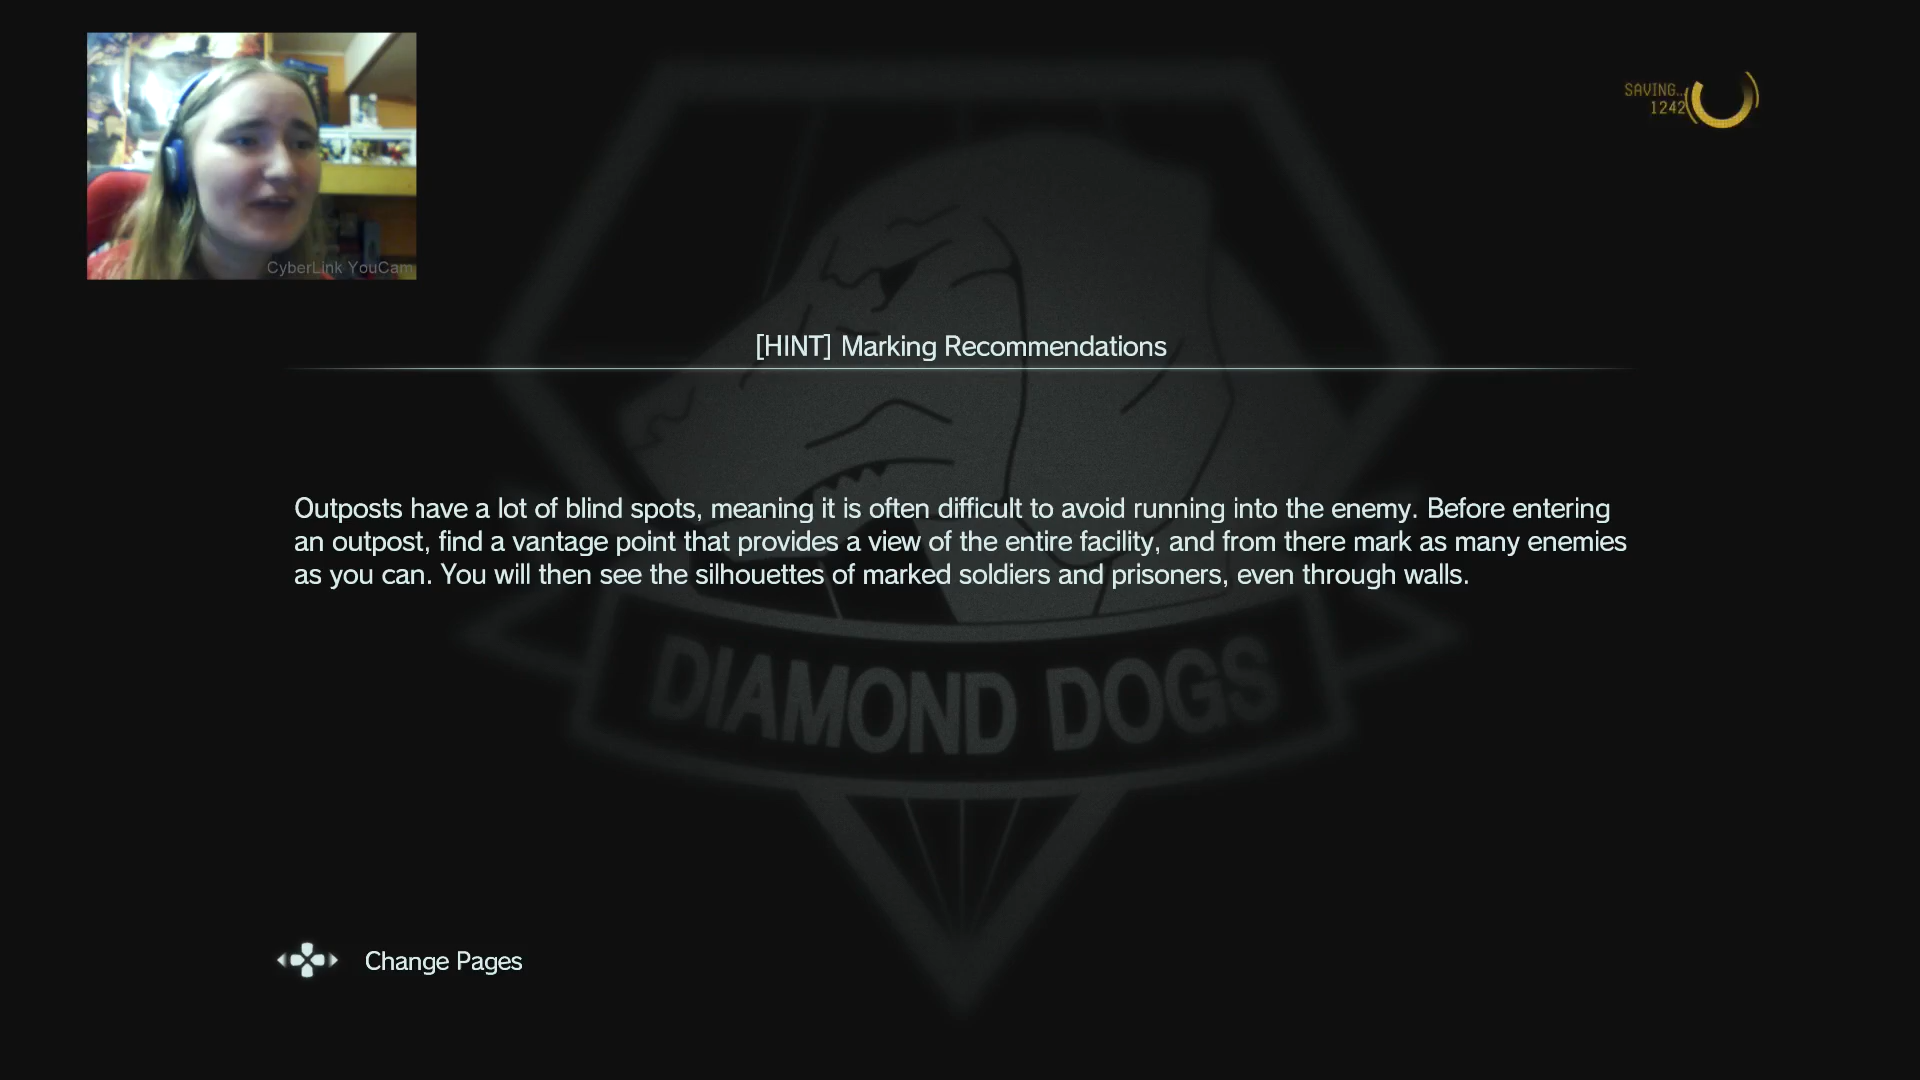 SAVING...
1242
CyberLink YouCam
[HINT] Marking Recommendations
Outposts have a lot of blind spots, meaning it is often difficult to avoid running into the enemy. Before entering
an outpost, find a vantage point that provides a view of the entire facility, and from there mark as many enemies
as you can. You will then see the silhouettes of marked soldiers and prisoners, even through walls.
DIAMOND DOGS
Change Pages